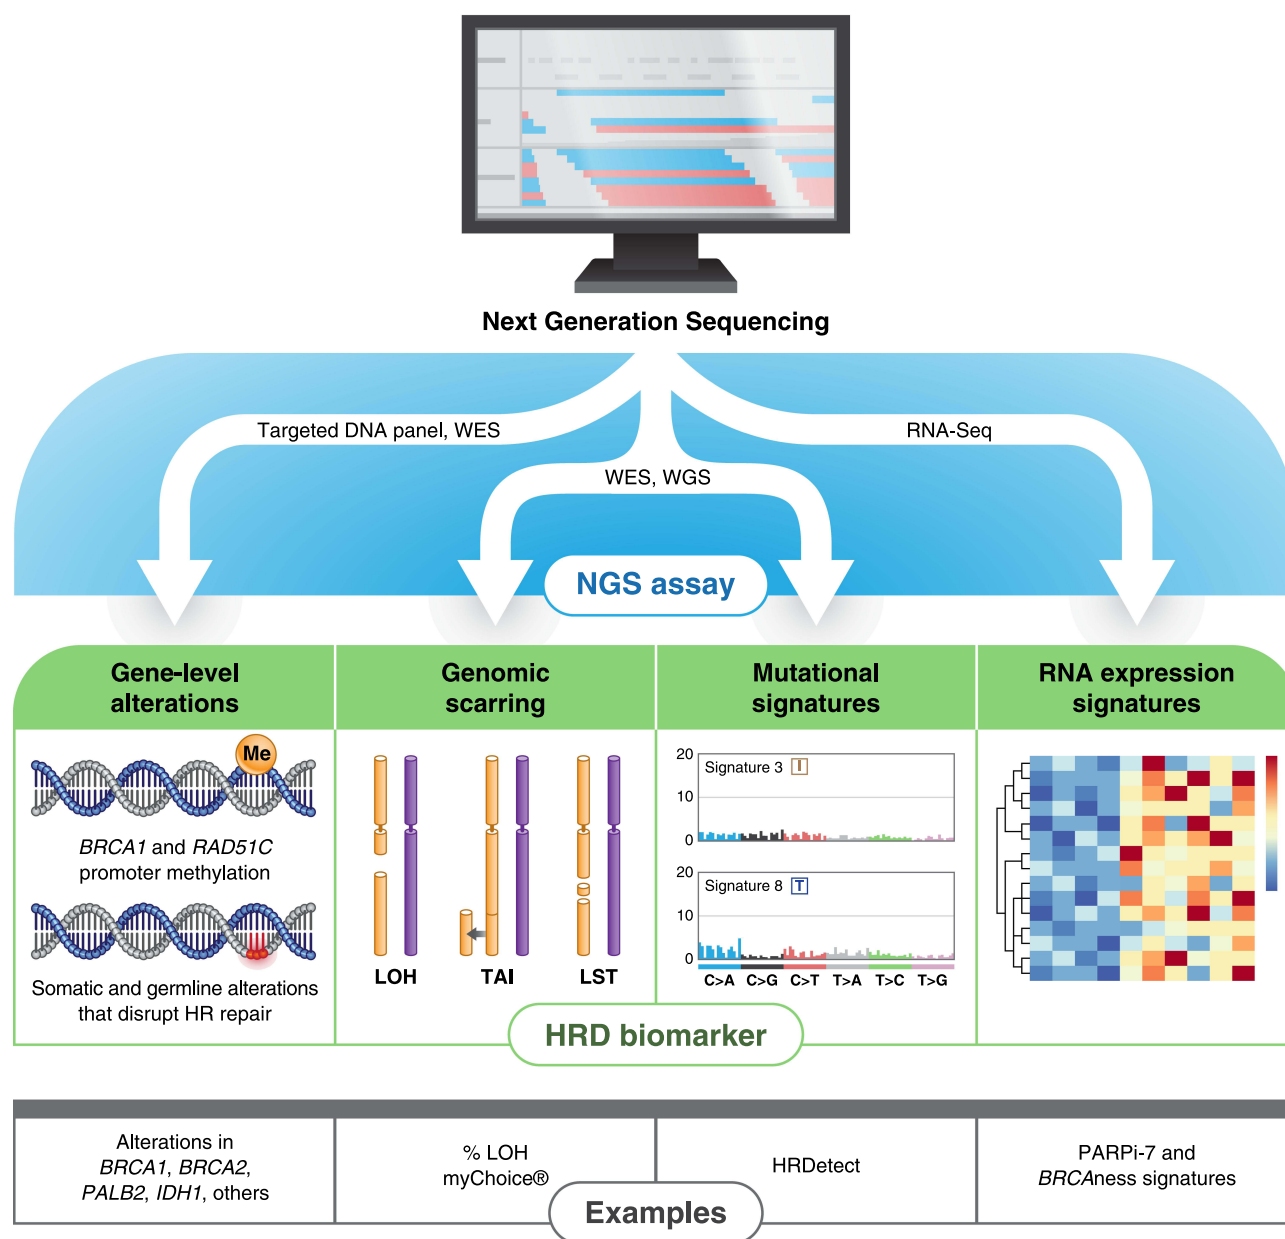 Next Generation Sequencing
Targeted DNA panel, WES
RNA-Seq
WES, WGS
NGS assay
Gene-level
alterations
Genomic
scarring
Mutational
signatures
RNA expression
signatures
Me
BRCA1 and RAD51C
promoter methylation
Somatic and germline alterations
that disrupt HR repair
LOH
TAI
LST
20
Signature 3 I
10
0
20
Signature 8 T
10
0
C>A C>G C>T T>A T>C T>G
HRD biomarker
Alterations in
BRCA1, BRCA2,
PALB2, IDH1, others
% LOH
myChoice®
HRDetect
PARPi-7 and
BRCAness signatures
Examples